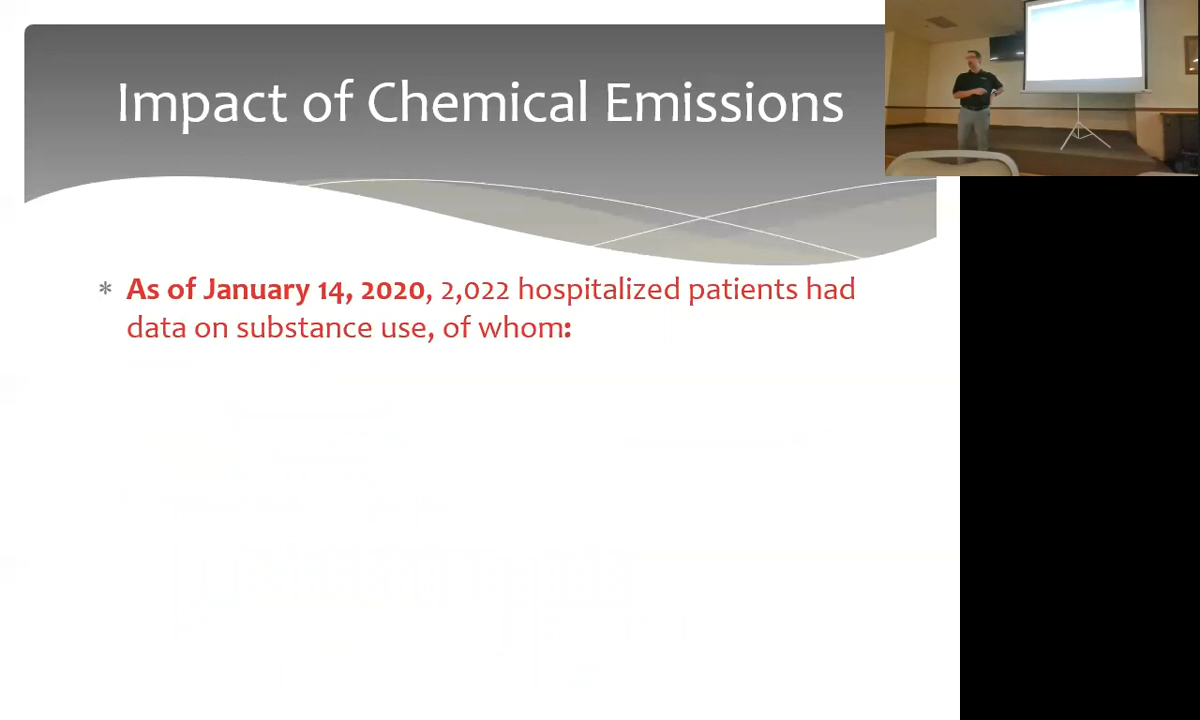 Impact of Chemical Emissions
* As of January 14, 2020, 2,022 hospitalized patients had
data on substance use, of whom: